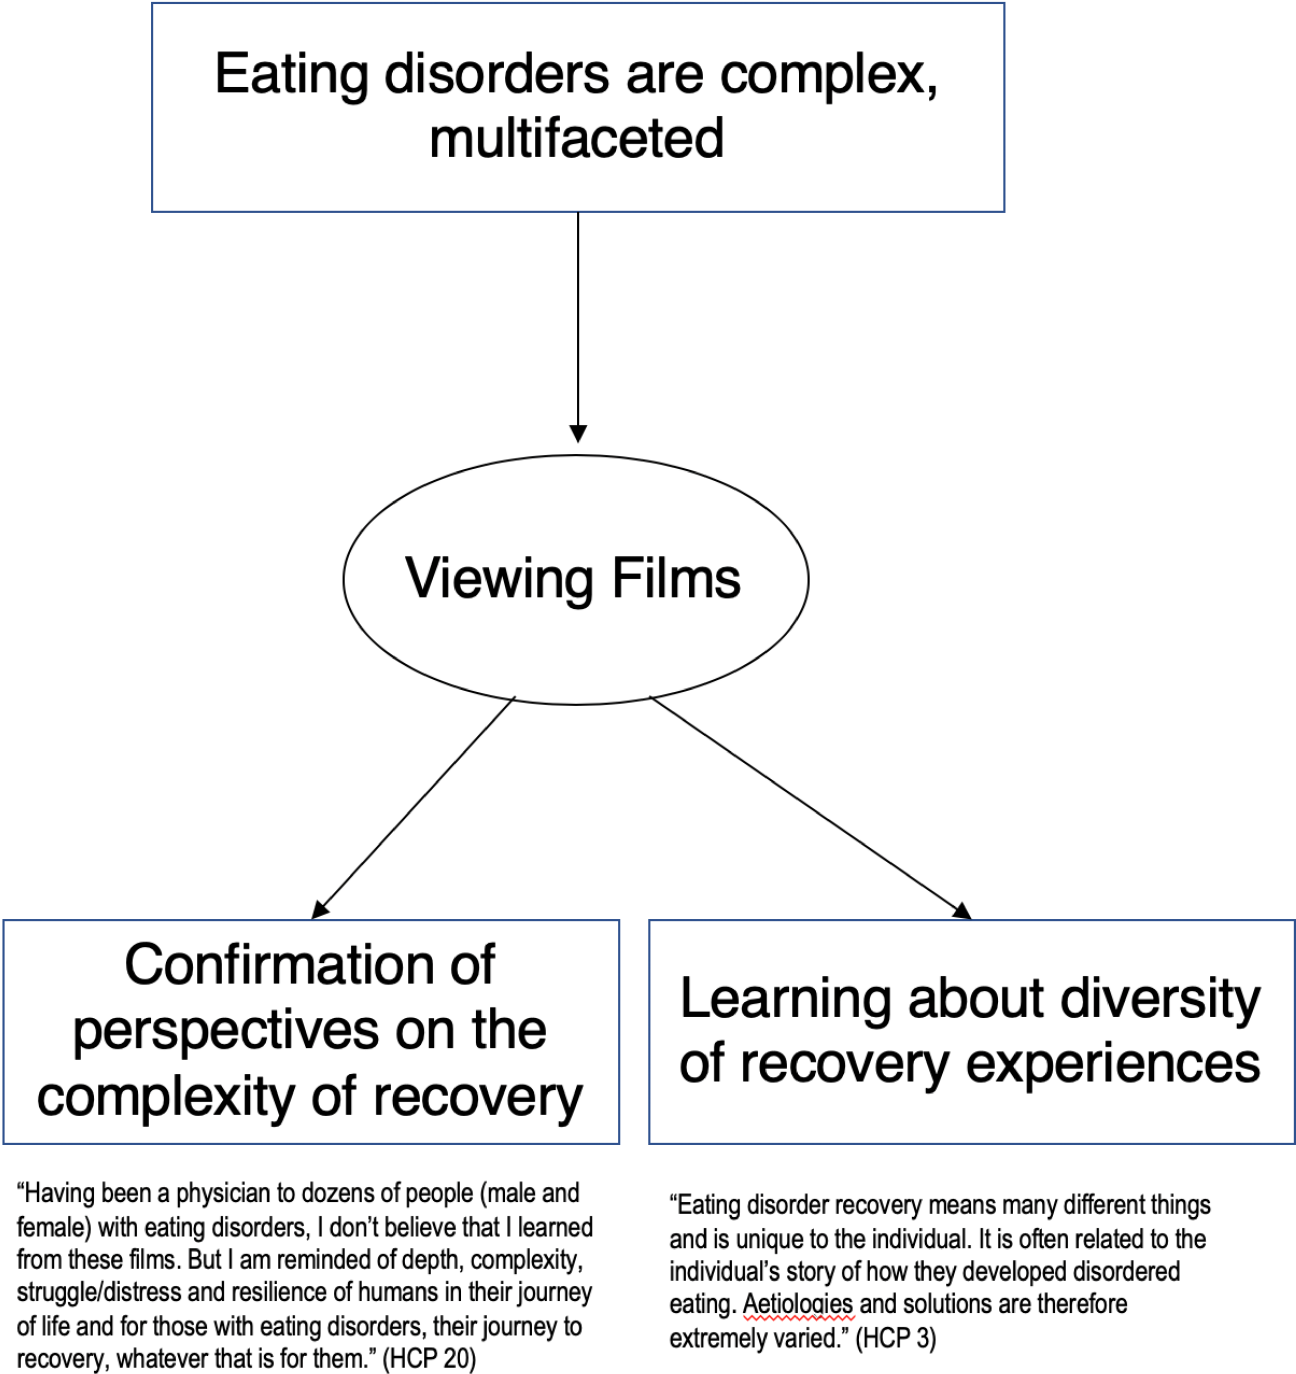 Eating disorders are complex,
multifaceted
Viewing Films
Confirmation of
perspectives on the
complexity of recovery
Learning about diversity
of recovery experiences
“Having been a physician to dozens of people (male and
female) with eating disorders, I don’t believe that I learned
from these films. But I am reminded of depth, complexity,
struggle/distress and resilience of humans in their journey
of life and for those with eating disorders, their journey to
recovery, whatever that is for them.” (HCP 20)
“Eating disorder recovery means many different things
and is unique to the individual. It is often related to the
individual’s story of how they developed disordered
eating. Aetiologies and solutions are therefore
extremely varied.” (HCP 3)